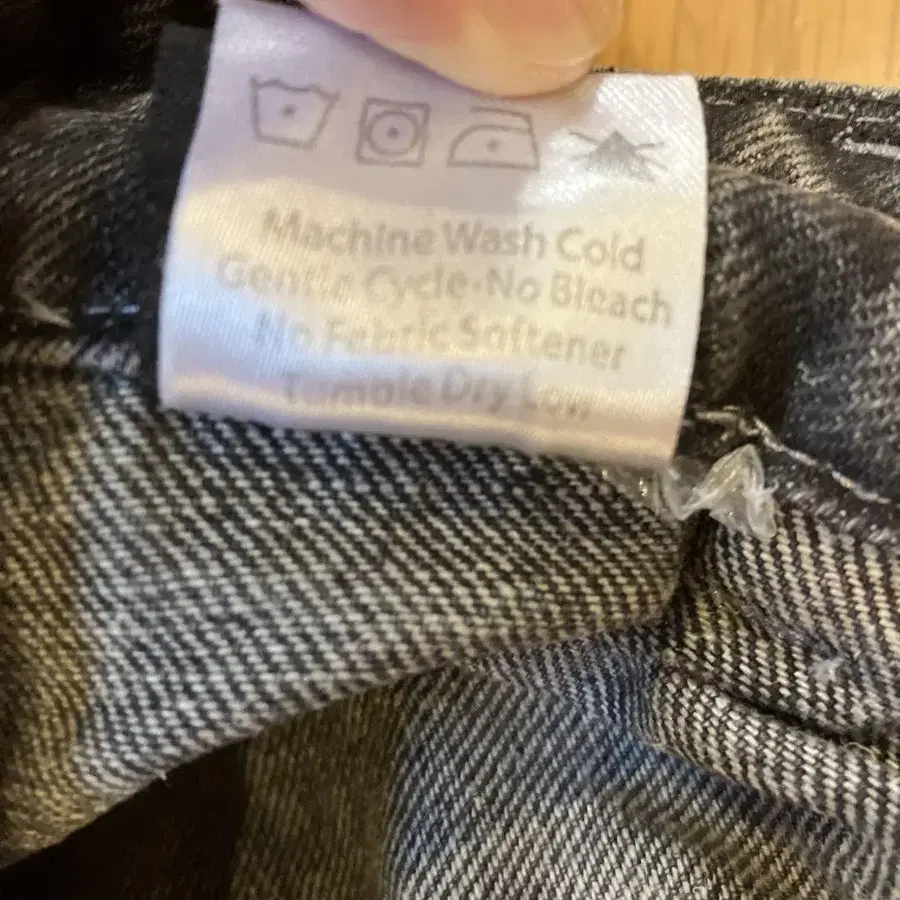 Machine Wash Cold
Gentle Cycle-No Bleach
No Fabric Softener
Tumble Dry Low.